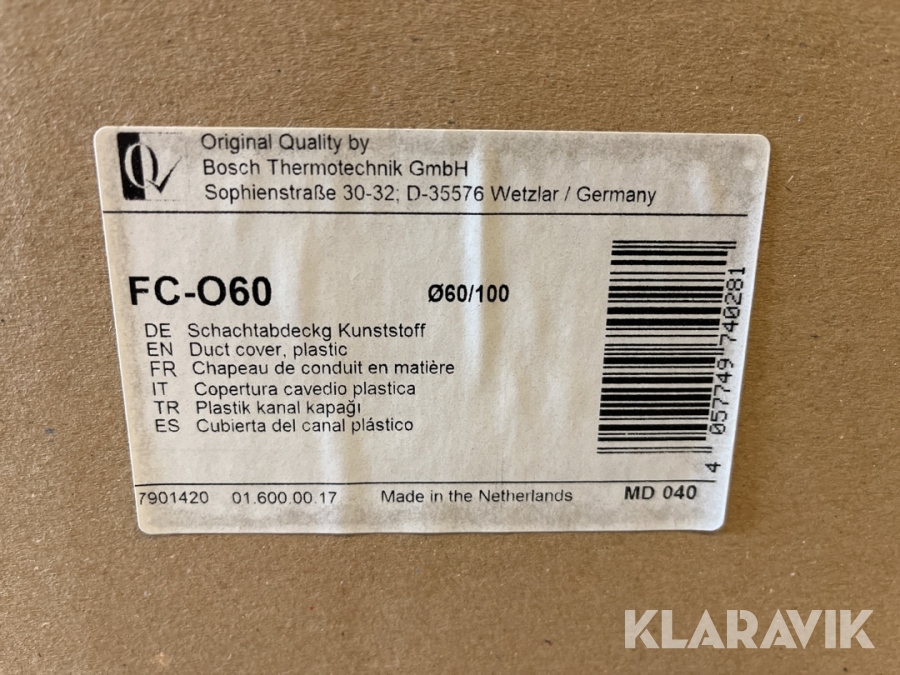 Original Quality by
Bosch Thermotechnik GmbH
Sophienstraße 30-32; D-35576 Wetzlar / Germany
FC-O60 Ø60/100
DE Schachtabdeckg Kunststoff
EN Duct cover, plastic
FR Chapeau de conduit en matière
IT Copertura cavedio plastica
TR Plastik kanal kapağı
ES Cubierta del canal plástico
4 057749 740281
7901420 01.600.00.17 Made in the Netherlands MD 040
KLARAVIK